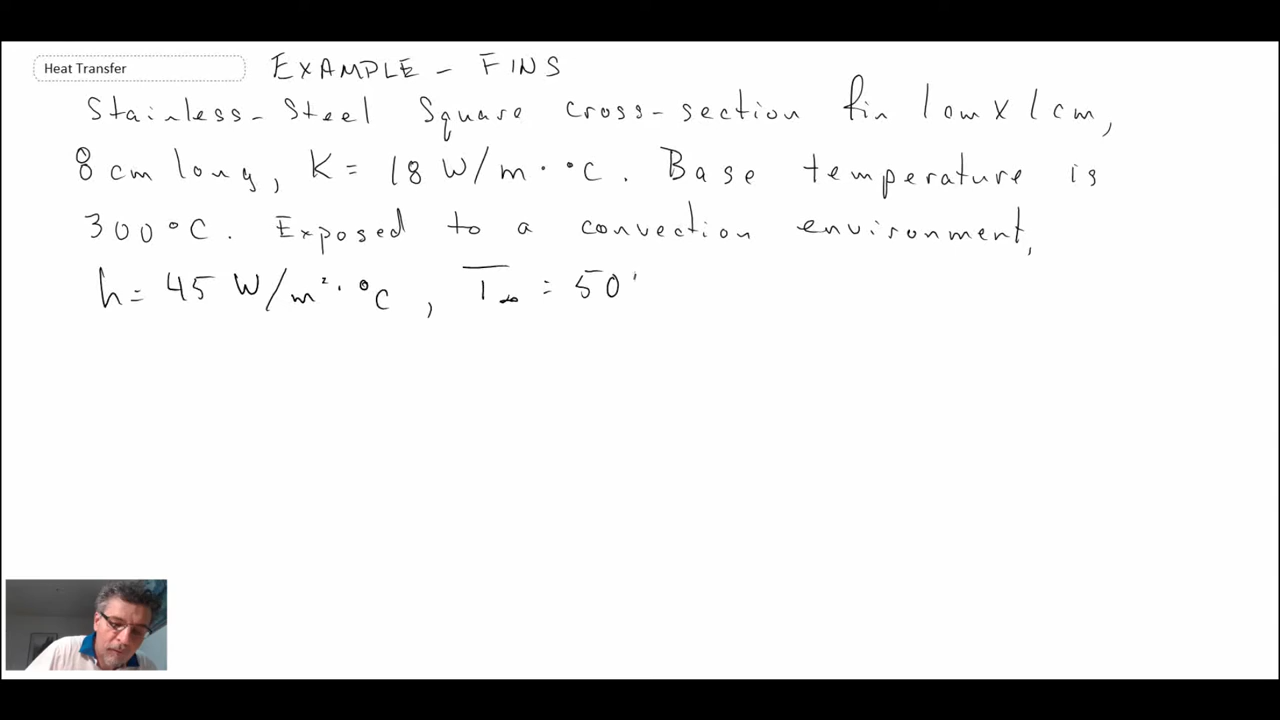 Heat Transfer
EXAMPLE - FINS
Stainless-Steel Square cross-section fin 1cm x 1cm,
8 cm long, K = 18 W/m·°C. Base temperature is
300°C. Exposed to a convection environment,
h = 45 W/m²·°C, T∞ = 50'